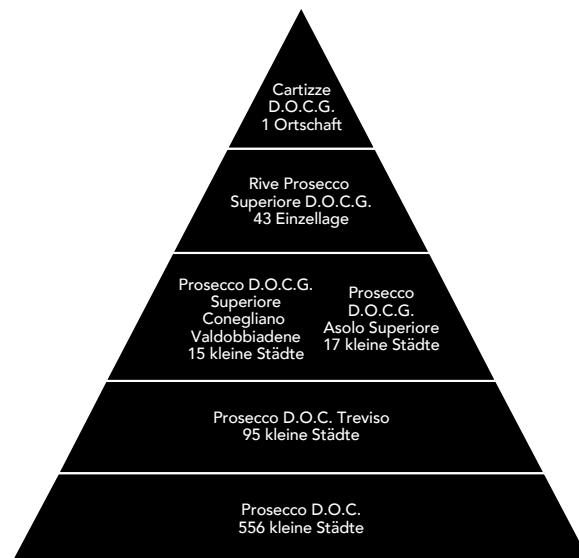 Cartizze
D.O.C.G.
1 Ortschaft
Rive Prosecco
Superiore D.O.C.G.
43 Einzellage
Prosecco D.O.C.G.
Superiore
Conegliano
Valdobbiadene
15 kleine Städte
Prosecco
D.O.C.G.
Asolo Superiore
17 kleine Städte
Prosecco D.O.C. Treviso
95 kleine Städte
Prosecco D.O.C.
556 kleine Städte